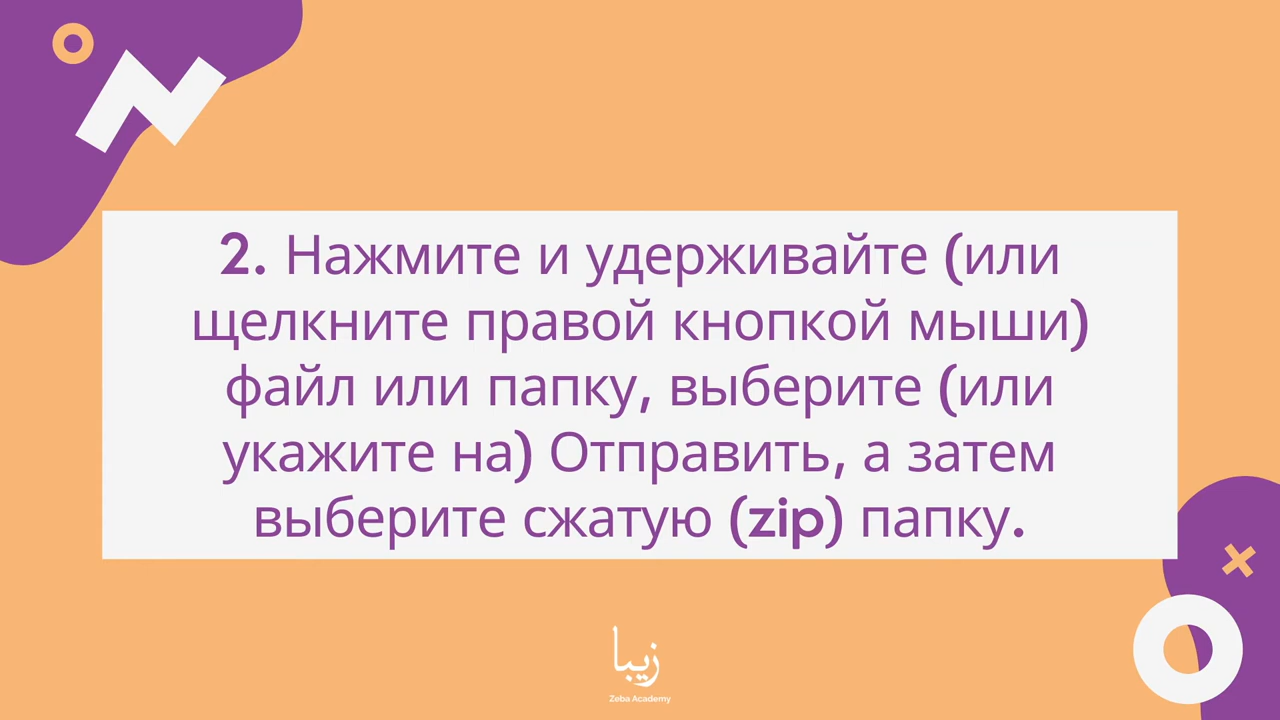 2. Нажмите и удерживайте (или
щелкните правой кнопкой мыши)
файл или папку, выберите (или
укажите на) Отправить, а затем
выберите сжатую (zip) папку.
زیبا
Zeba Academy